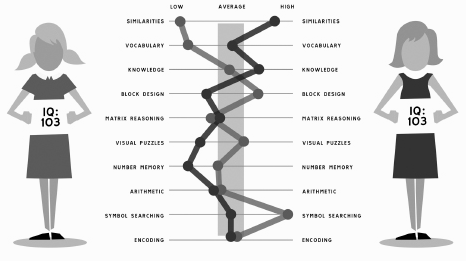 LOW AVERAGE HIGH
SIMILARITIES SIMILARITIES
VOCABULARY VOCABULARY
KNOWLEDGE KNOWLEDGE
BLOCK DESIGN BLOCK DESIGN
IQ: IQ:
103 103
MATRIX REASONING MATRIX REASONING
VISUAL PUZZLES VISUAL PUZZLES
NUMBER MEMORY NUMBER MEMORY
ARITHMETIC ARITHMETIC
SYMBOL SEARCHING SYMBOL SEARCHING
ENCODING ENCODING